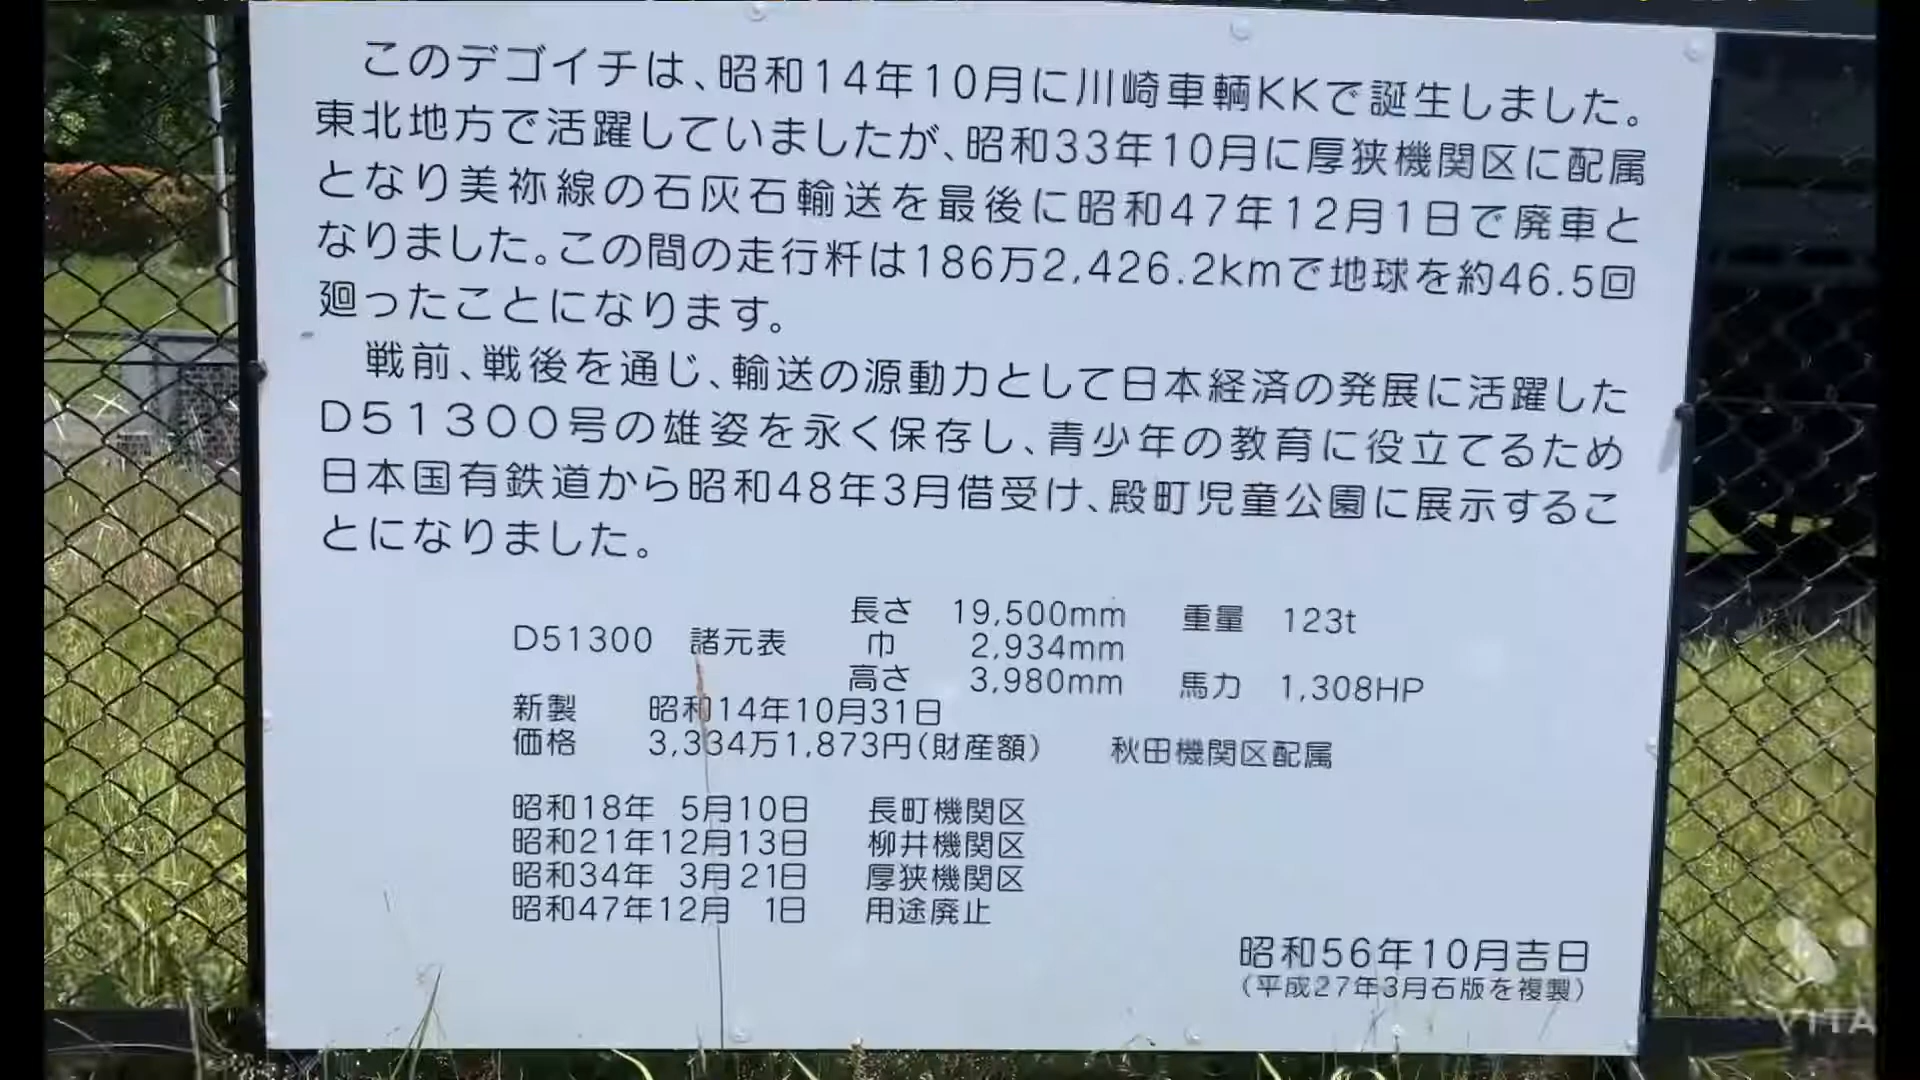 このデゴイチは、昭和14年10月に川崎車輌KKで誕生しました。
東北地方で活躍していましたが、昭和33年10月に厚狭機関区に配属
となり美祢線の石灰石輸送を最後に昭和47年12月1日で廃車と
なりました。この間の走行粁は186万2,426.2kmで地球を約46.5回
廻ったことになります。
戦前、戦後を通じ、輸送の源動力として日本経済の発展に活躍した
D51300号の雄姿を永く保存し、青少年の教育に役立てるため
日本国有鉄道から昭和48年3月借受け、殿町児童公園に展示するこ
とになりました。
長さ 19,500mm 重量 123t
D51300 諸元表 巾 2,934mm
高さ 3,980mm 馬力 1,308HP
新製 昭和14年10月31日
価格 3,334万1,873円(財産額) 秋田機関区配属
昭和18年 5月10日 長町機関区
昭和21年12月13日 柳井機関区
昭和34年 3月21日 厚狭機関区
昭和47年12月 1日 用途廃止
昭和56年10月吉日
(平成27年3月石版を複製)
VITA